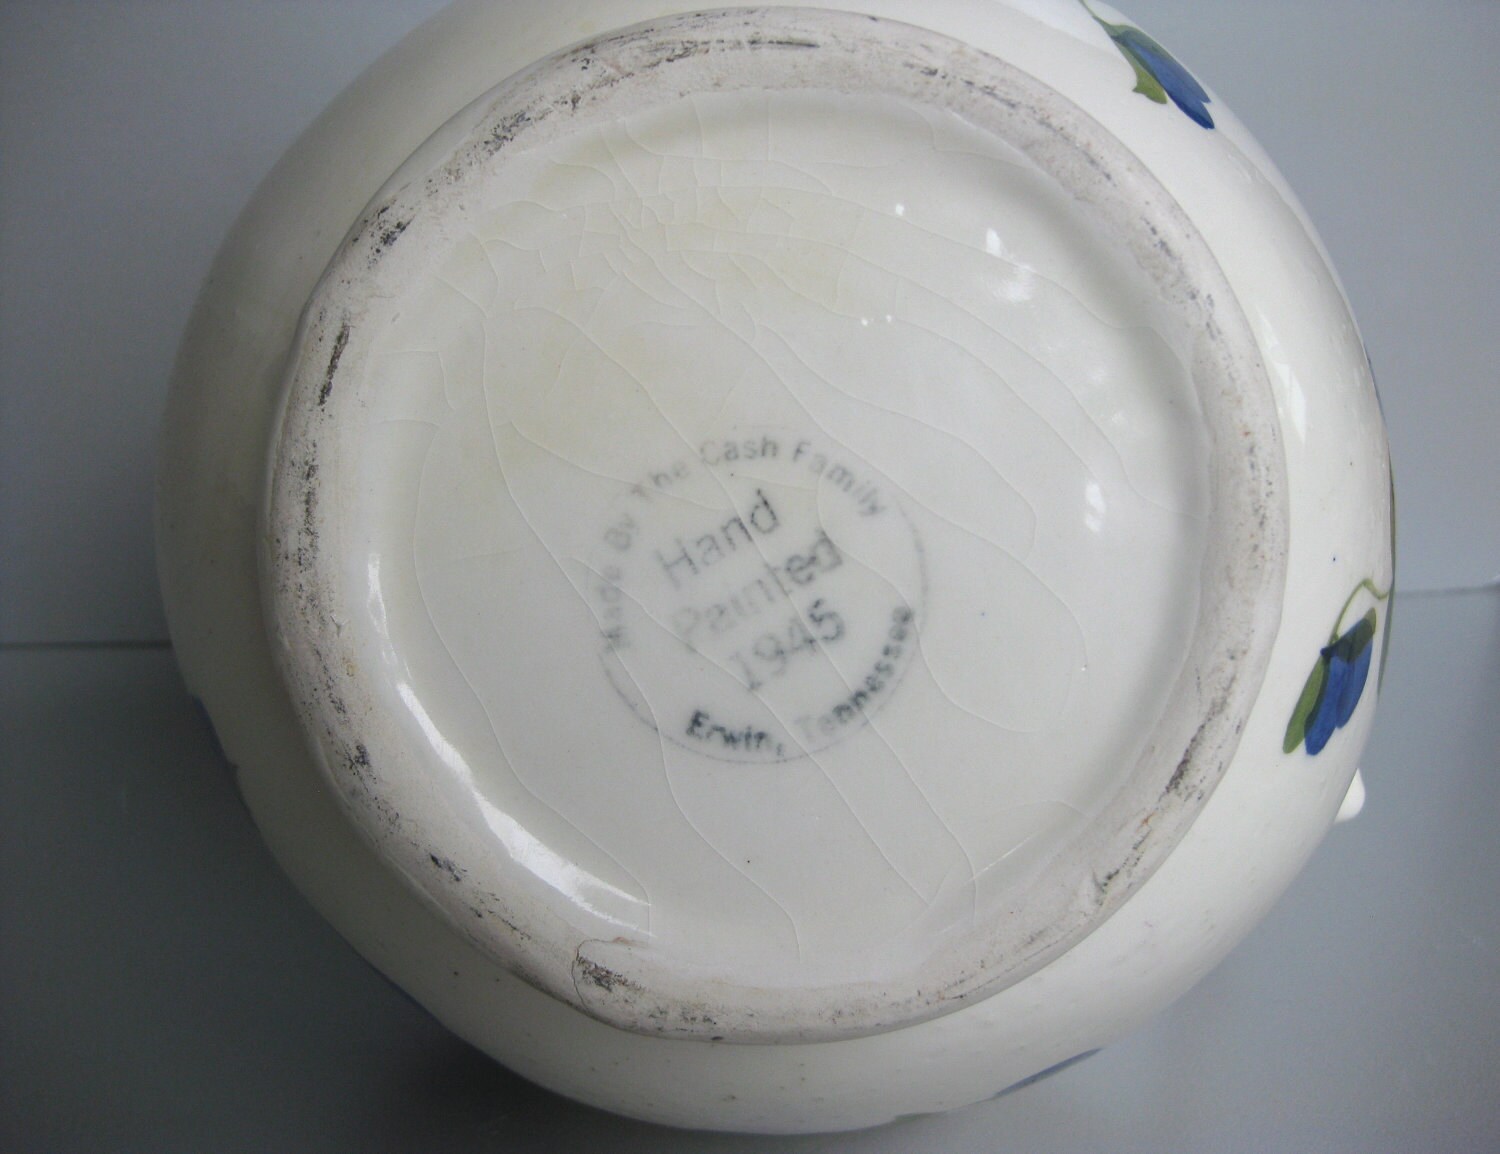 Made By The Cash Family
Hand
Painted
1945
Erwin, Tennessee